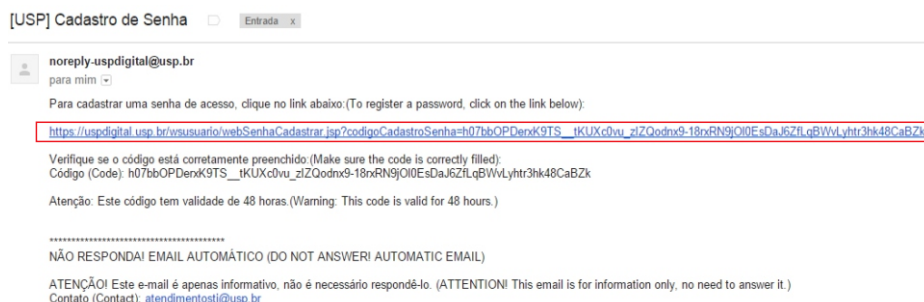 [USP] Cadastro de Senha
Entrada x
noreply-uspdigital@usp.br
para mim
Para cadastrar uma senha de acesso, clique no link abaixo:(To register a password, click on the link below):
https://uspdigital.usp.br/wsusuario/webSenhaCadastrar.jsp?codigoCadastroSenha=h07bbOPDerxK9TS__tKUXc0vu_zIZQodnx9-18rxRN9jOI0EsDaJ6ZfLqBWvLyhtr3hk48CaBZk
Verifique se o código está corretamente preenchido:(Make sure the code is correctly filled):
Código (Code): h07bbOPDerxK9TS__tKUXc0vu_zIZQodnx9-18rxRN9jOI0EsDaJ6ZfLqBWvLyhtr3hk48CaBZk
Atenção: Este código tem validade de 48 horas.(Warning: This code is valid for 48 hours.)
****************************************
NÃO RESPONDA! EMAIL AUTOMÁTICO (DO NOT ANSWER! AUTOMATIC EMAIL)
ATENÇÃO! Este e-mail é apenas informativo, não é necessário respondê-lo. (ATTENTION! This email is for information only, no need to answer it.)
Contato (Contact): atendimentosti@usp.br